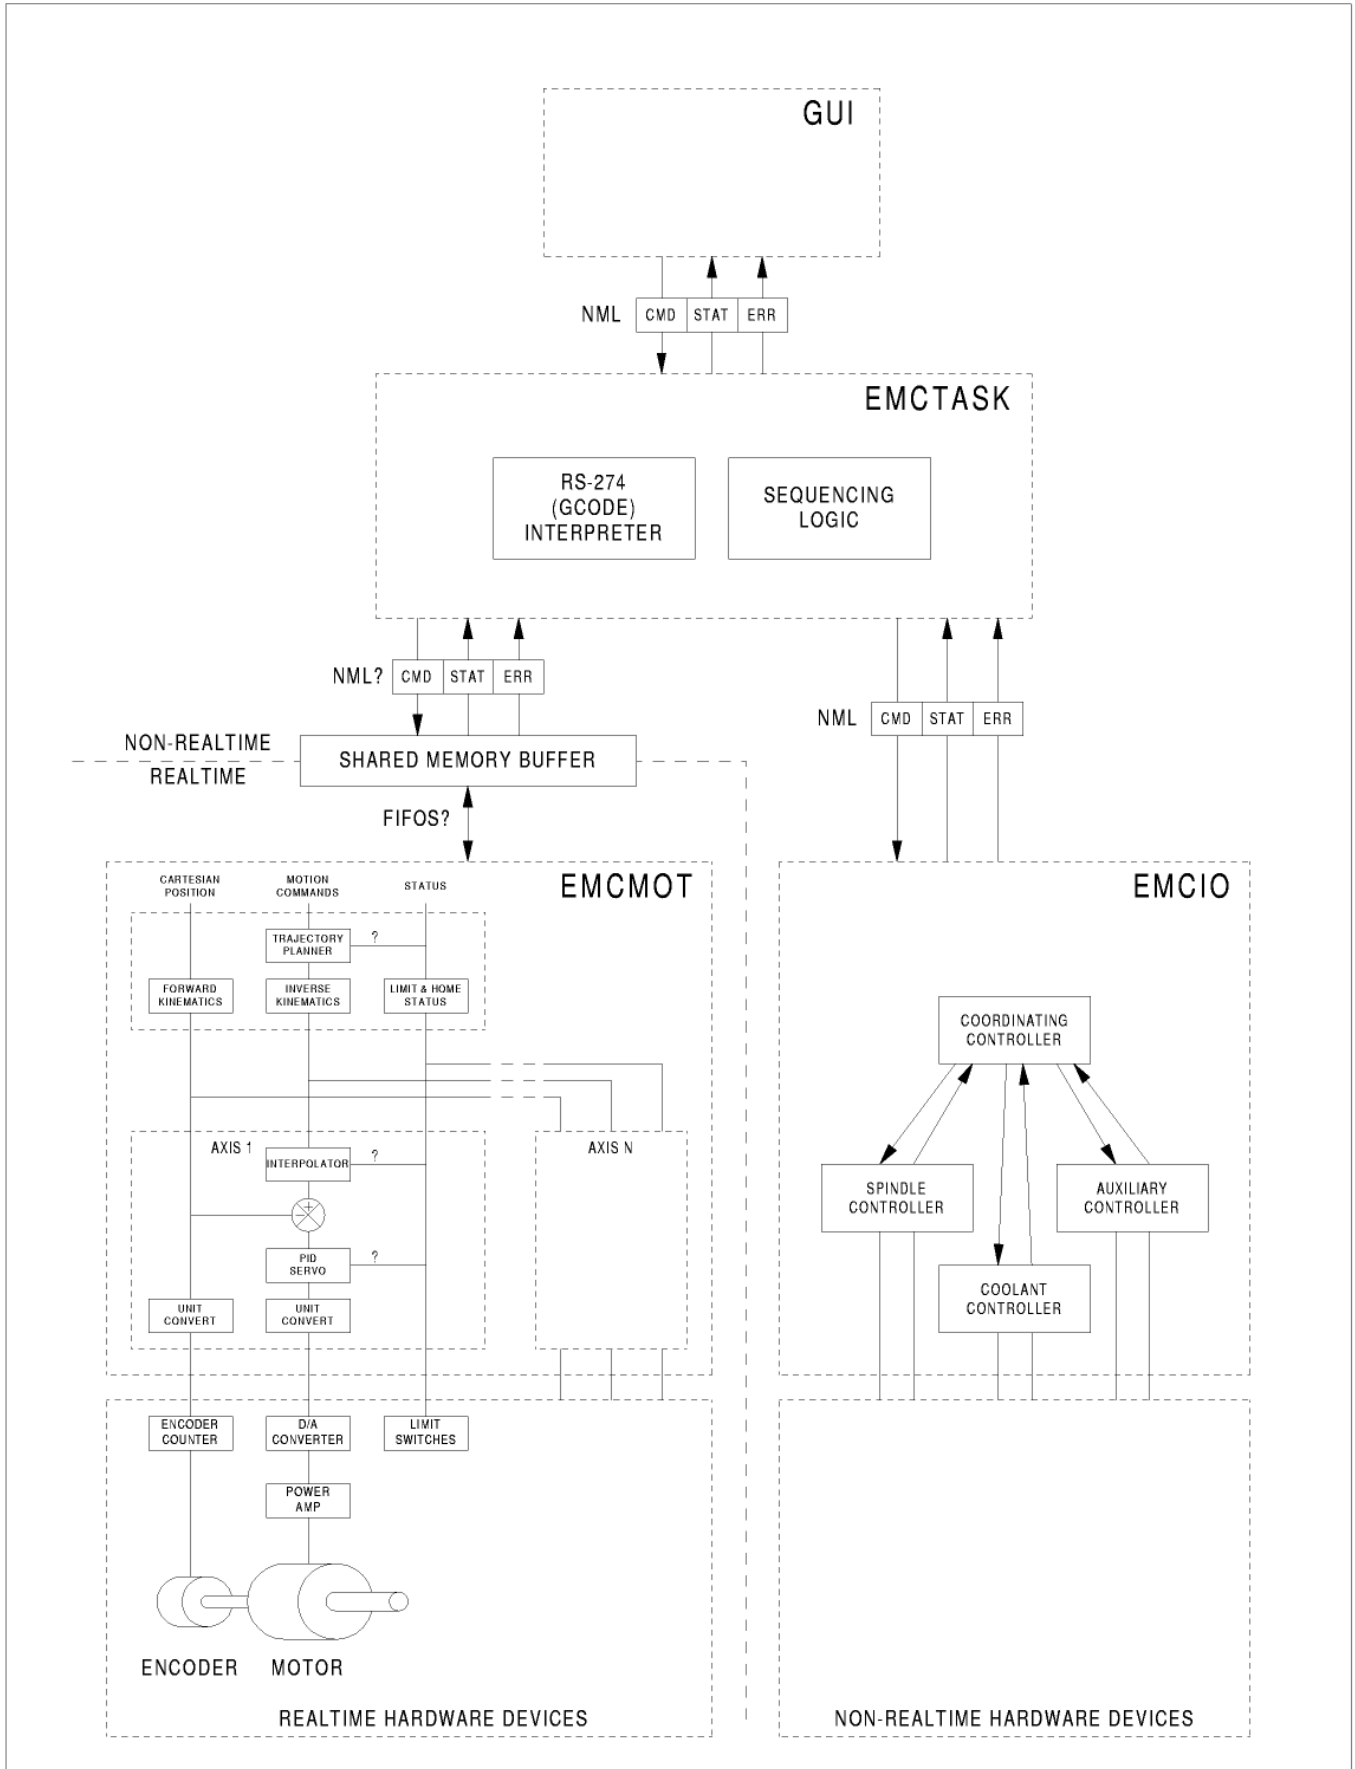 GUI
NML
CMD
STAT
ERR
EMCTASK
RS-274
(GCODE)
INTERPRETER
SEQUENCING
LOGIC
NML?
CMD
STAT
ERR
NML
CMD
STAT
ERR
NON-REALTIME
REALTIME
SHARED MEMORY BUFFER
FIFOS?
EMCMOT
CARTESIAN
POSITION
MOTION
COMMANDS
STATUS
TRAJECTORY
PLANNER
?
FORWARD
KINEMATICS
INVERSE
KINEMATICS
LIMIT & HOME
STATUS
AXIS 1
INTERPOLATOR
?
+
−
PID
SERVO
?
UNIT
CONVERT
UNIT
CONVERT
AXIS N
EMCIO
COORDINATING
CONTROLLER
SPINDLE
CONTROLLER
AUXILIARY
CONTROLLER
COOLANT
CONTROLLER
ENCODER
COUNTER
D/A
CONVERTER
LIMIT
SWITCHES
POWER
AMP
ENCODER
MOTOR
REALTIME HARDWARE DEVICES
NON-REALTIME HARDWARE DEVICES